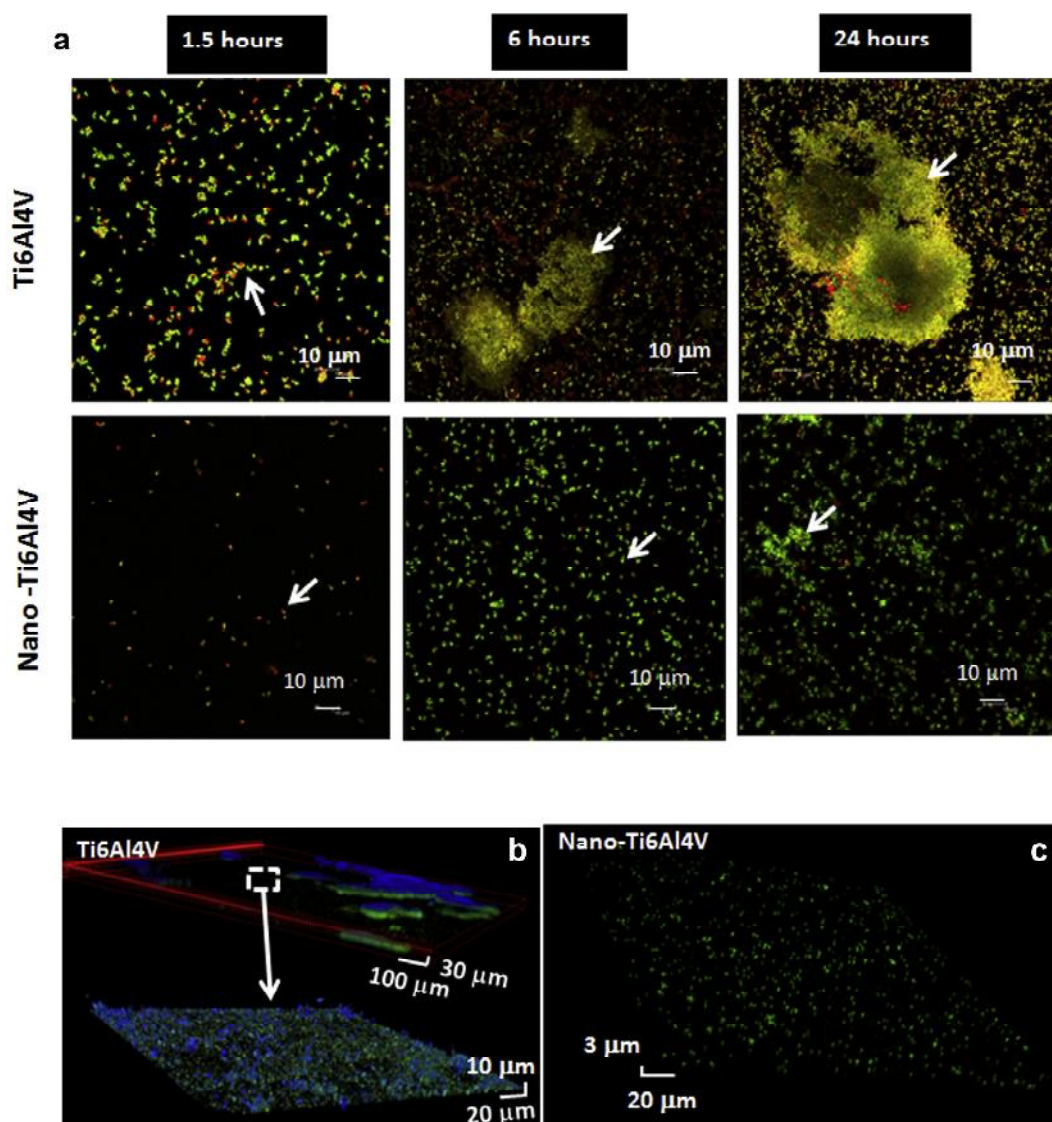 a
1.5 hours
6 hours
24 hours
Ti6Al4V
10 µm
10 µm
10 µm
Nano -Ti6Al4V
10 µm
10 µm
10 µm
Ti6Al4V
b
100 µm
30 µm
10 µm
20 µm
Nano-Ti6Al4V
c
3 µm
20 µm